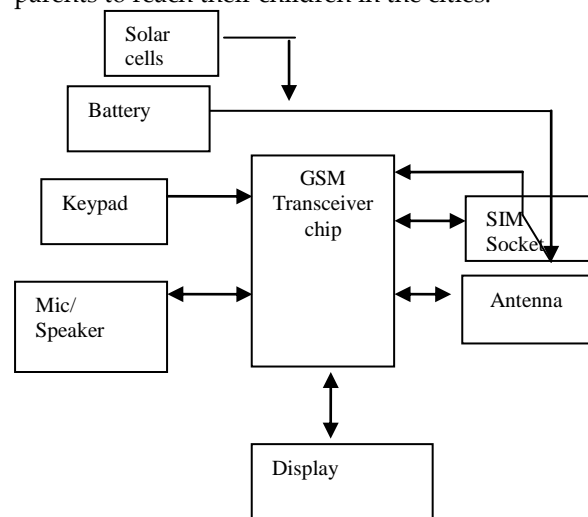 parents to reach their children in the cities.
Solar
cells
Battery
GSM
Transceiver
chip
Keypad
SIM
Socket
Mic/
Speaker
Antenna
Display